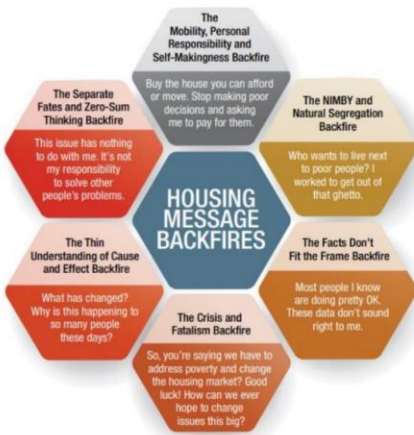 The
Mobility, Personal
Responsibility and
Self-Makingness Backfire
Buy the house you can afford
or move. Stop making poor
decisions and asking
me to pay for them.
The NIMBY and
Natural Segregation
Backfire
Who wants to live next
to poor people? I
worked to get out of
that ghetto.
The Facts Don't
Fit the Frame Backfire
Most people I know
are doing pretty OK.
These data don't sound
right to me.
The Crisis and
Fatalism Backfire
So, you're saying we have to
address poverty and change
the housing market? Good
luck! How can we ever
hope to change
issues this big?
The Thin
Understanding of Cause
and Effect Backfire
What has changed?
Why is this happening to
so many people
these days?
The Separate
Fates and Zero-Sum
Thinking Backfire
This issue has nothing
to do with me. It's not
my responsibility
to solve other
people's problems.
HOUSING
MESSAGE
BACKFIRES